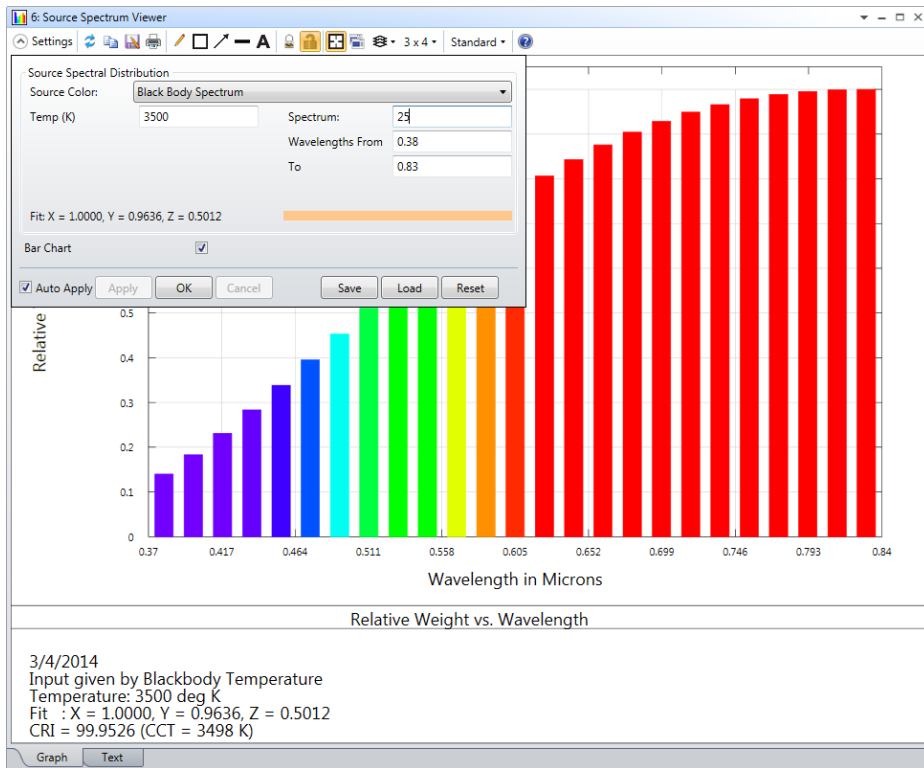 6: Source Spectrum Viewer
Settings A 3 x 4 Standard ?
Source Spectral Distribution
Source Color: Black Body Spectrum
Temp (K) 3500 Spectrum: 25
Wavelengths From 0.38
To 0.83
Fit: X = 1.0000, Y = 0.9636, Z = 0.5012
Bar Chart
Auto Apply Apply OK Cancel Save Load Reset
Relative
0.5
0.4
0.3
0.2
0.1
0
0.37 0.417 0.464 0.511 0.558 0.605 0.652 0.699 0.746 0.793 0.84
Wavelength in Microns
Relative Weight vs. Wavelength
3/4/2014
Input given by Blackbody Temperature
Temperature: 3500 deg K
Fit : X = 1.0000, Y = 0.9636, Z = 0.5012
CRI = 99.9526 (CCT = 3498 K)
Graph Text